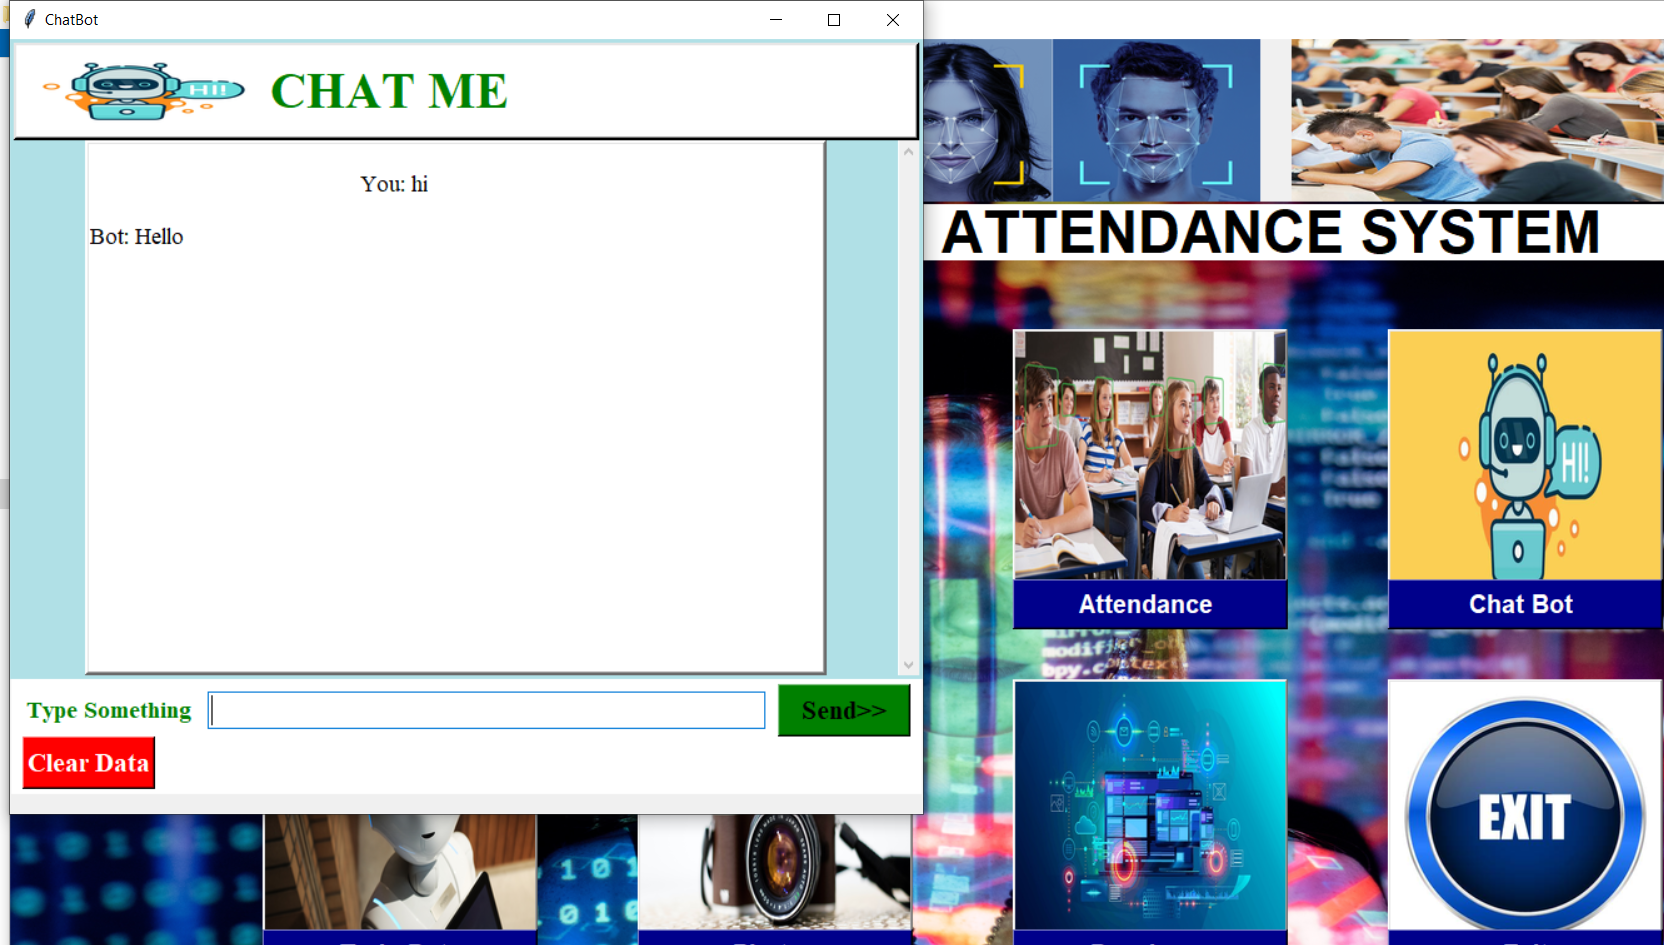 ChatBot
HI!
CHAT ME
You: hi
Bot: Hello
Type Something
Send>>
Clear Data
ATTENDANCE SYSTEM
HI!
Attendance
Chat Bot
EXIT